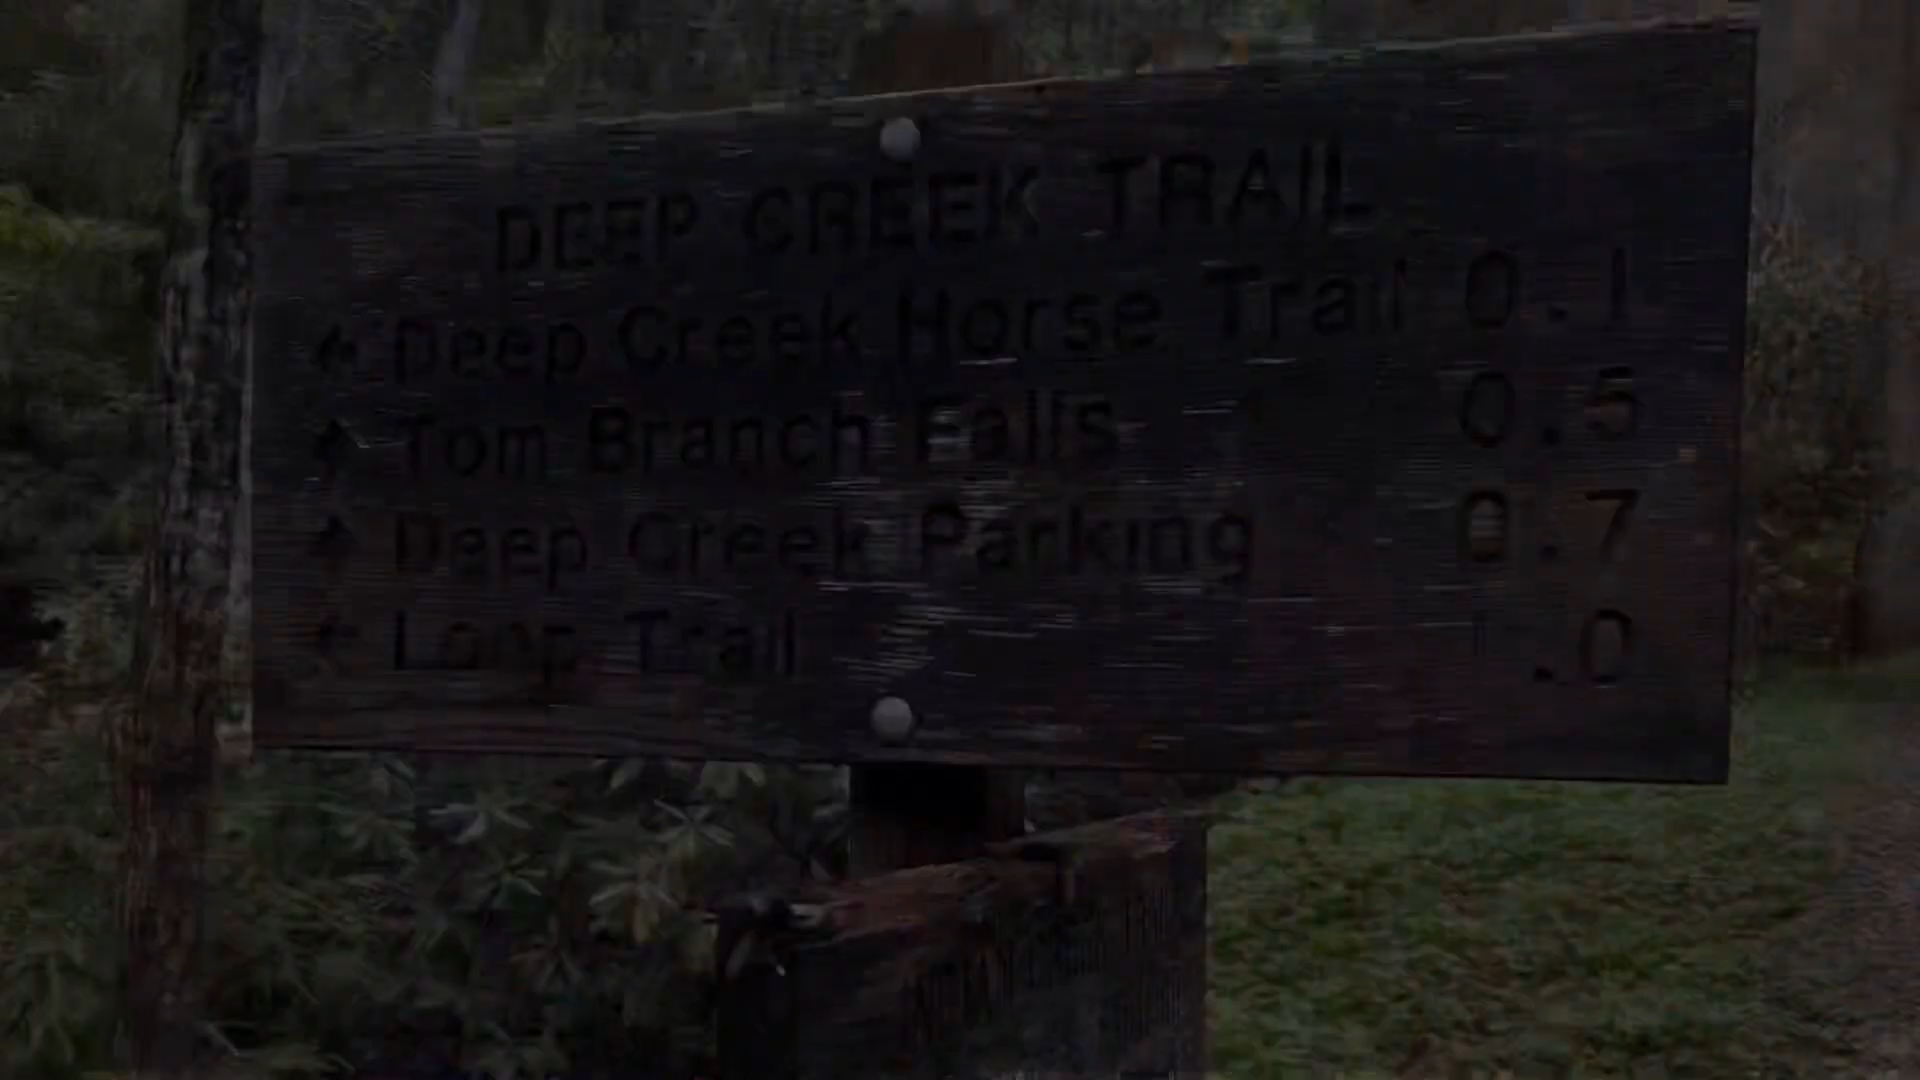 DEEP CREEK TRAIL
← Deep Creek Horse Trail 0.1
↑ Tom Branch Falls 0.5
↑ Deep Creek Parking 0.7
Loop Trail 1.0